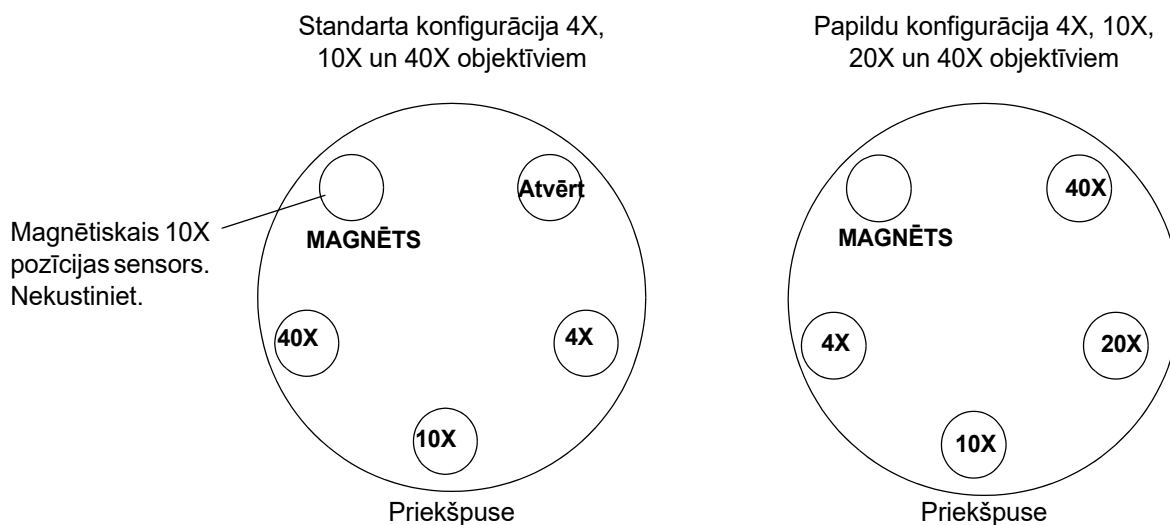 Standarta konfigurācija 4X,
10X un 40X objektīviem
Magnētiskais 10X
pozīcijas sensors.
Nekustiniet.
Atvērt
MAGNĒTS
40X
4X
10X
Priekšpuse
Papildu konfigurācija 4X, 10X,
20X un 40X objektīviem
40X
MAGNĒTS
4X
20X
10X
Priekšpuse